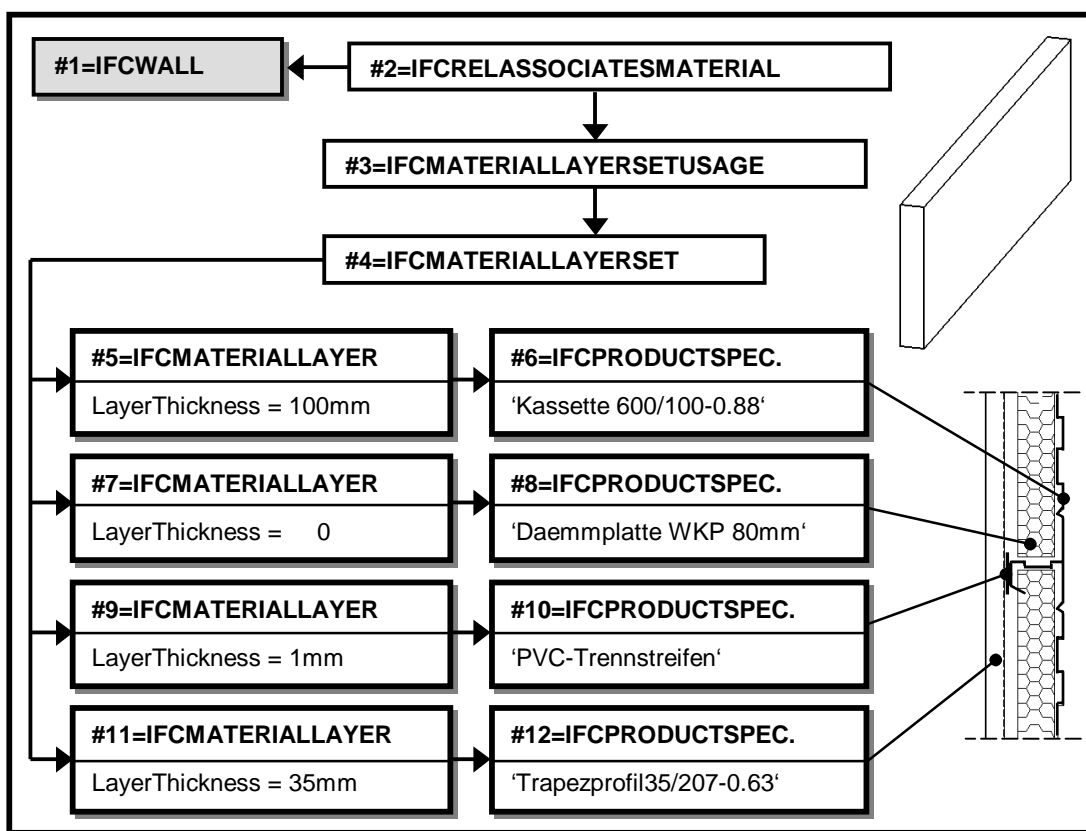 #1=IFCWALL
#2=IFCRELASSOCIATESMATERIAL
#3=IFCMATERIALLAYERSETUSAGE
#4=IFCMATERIALLAYERSET
#5=IFCMATERIALLAYER
LayerThickness = 100mm
#6=IFCPRODUCTSPEC.
‘Kassette 600/100-0.88‘
#7=IFCMATERIALLAYER
LayerThickness = 0
#8=IFCPRODUCTSPEC.
‘Daemmplatte WKP 80mm‘
#9=IFCMATERIALLAYER
LayerThickness = 1mm
#10=IFCPRODUCTSPEC.
‘PVC-Trennstreifen‘
#11=IFCMATERIALLAYER
LayerThickness = 35mm
#12=IFCPRODUCTSPEC.
‘Trapezprofil35/207-0.63‘